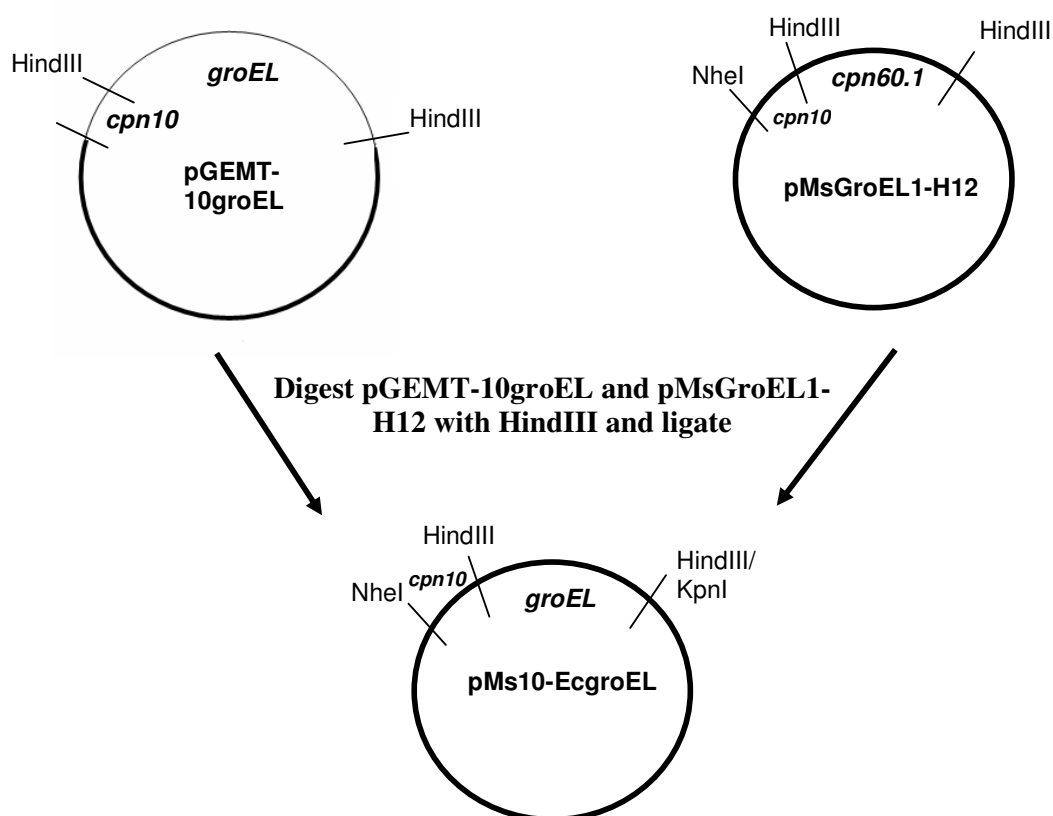 HindIII
groEL
cpn10
HindIII
pGEMT-
10groEL
HindIII
HindIII
NheI
cpn60.1
cpn10
pMsGroEL1-H12
Digest pGEMT-10groEL and pMsGroEL1-
H12 with HindIII and ligate
HindIII
NheI
cpn10
groEL
HindIII/
KpnI
pMs10-EcgroEL